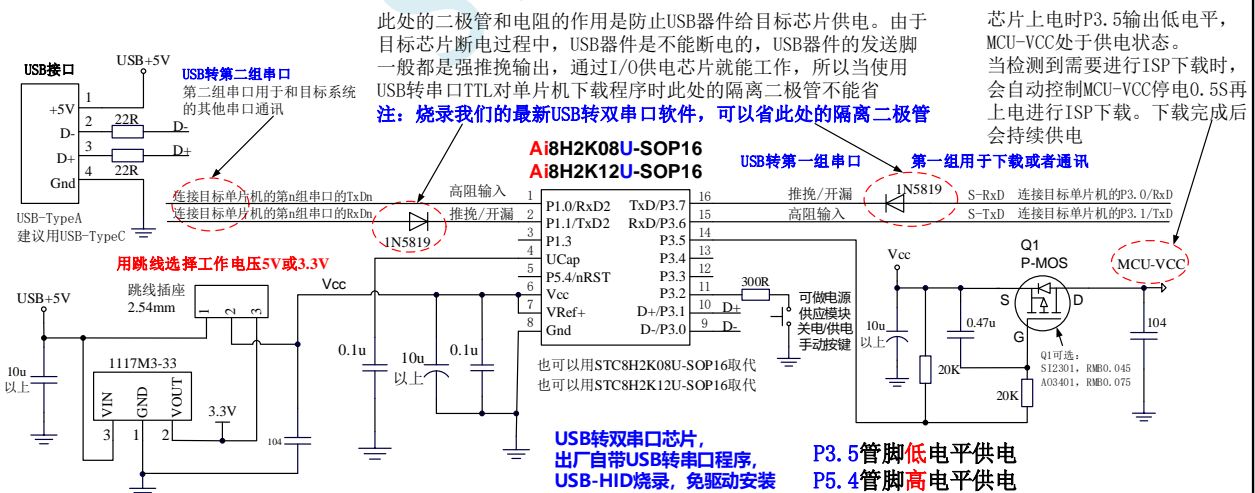 此处的二极管和电阻的作用是防止USB器件给目标芯片供电。由于
目标芯片断电过程中，USB器件是不能断电的，USB器件的发送脚
一般都是强推挽输出，通过I/O供电芯片就能工作，所以当使用
USB转串口TTL对单片机下载程序时此处的隔离二极管不能省
注：烧录我们的最新USB转双串口软件，可以省此处的隔离二极管
芯片上电时P3.5输出低电平，
MCU-VCC处于供电状态。
当检测到需要进行ISP下载时，
会自动控制MCU-VCC停电0.5S再
上电进行ISP下载。下载完成后
会持续供电
USB接口
USB+5V
+5V
1
D-
2
22R
D-
D+
3
D+
22R
Gnd
4
USB-TypeA
建议用USB-TypeC
USB转第二组串口
第二组串口用于和目标系统
的其他串口通讯
连接目标单片机的第n组串口的TxDn
连接目标单片机的第n组串口的RxDn
高阻输入
推挽/开漏
1N5819
Ai8H2K08U-SOP16
Ai8H2K12U-SOP16
1
P1.0/RxD2
2
P1.1/TxD2
3
P1.3
4
UCap
5
P5.4/nRST
6
Vcc
7
VRef+
8
Gnd
TxD/P3.7
16
RxD/P3.6
15
P3.5
14
P3.4
13
P3.3
12
P3.2
11
D+/P3.1
10
D+
D-/P3.0
9
D-
也可以用STC8H2K08U-SOP16取代
也可以用STC8H2K12U-SOP16取代
USB转第一组串口
第一组用于下载或者通讯
推挽/开漏
高阻输入
1N5819
S-RxD
连接目标单片机的P3.0/RxD
S-TxD
连接目标单片机的P3.1/TxD
300R
可做电源
供应模块
关电/供电
手动按键
Vcc
10u
以上
0.47u
20K
20K
Q1
P-MOS
S
D
G
MCU-VCC
104
Q1可选：
SI2301, RMB0.045
AO3401, RMB0.075
用跳线选择工作电压5V或3.3V
USB+5V
跳线插座
2.54mm
1
2
3
Vcc
10u
以上
1117M3-33
VIN
GND
VOUT
3
1
2
3.3V
104
0.1u
10u
以上
0.1u
USB转双串口芯片，
出厂自带USB转串口程序，
USB-HID烧录，免驱动安装
P3.5管脚低电平供电
P5.4管脚高电平供电